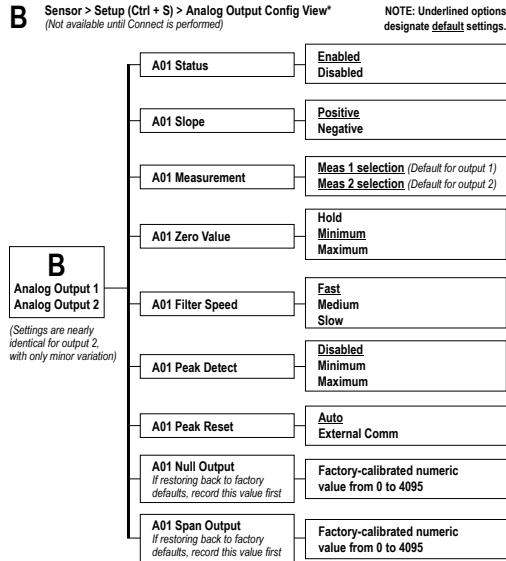 B
Sensor > Setup (Ctrl + S) > Analog Output Config View*
(Not available until Connect is performed)
NOTE: Underlined options
designate default settings.
A01 Status
Enabled
Disabled
A01 Slope
Positive
Negative
A01 Measurement
Meas 1 selection (Default for output 1)
Meas 2 selection (Default for output 2)
A01 Zero Value
Hold
Minimum
Maximum
B
Analog Output 1
Analog Output 2
(Settings are nearly
identical for output 2,
with only minor variation)
A01 Filter Speed
Fast
Medium
Slow
A01 Peak Detect
Disabled
Minimum
Maximum
A01 Peak Reset
Auto
External Comm
A01 Null Output
If restoring back to factory
defaults, record this value first
Factory-calibrated numeric
value from 0 to 4095
A01 Span Output
If restoring back to factory
defaults, record this value first
Factory-calibrated numeric
value from 0 to 4095